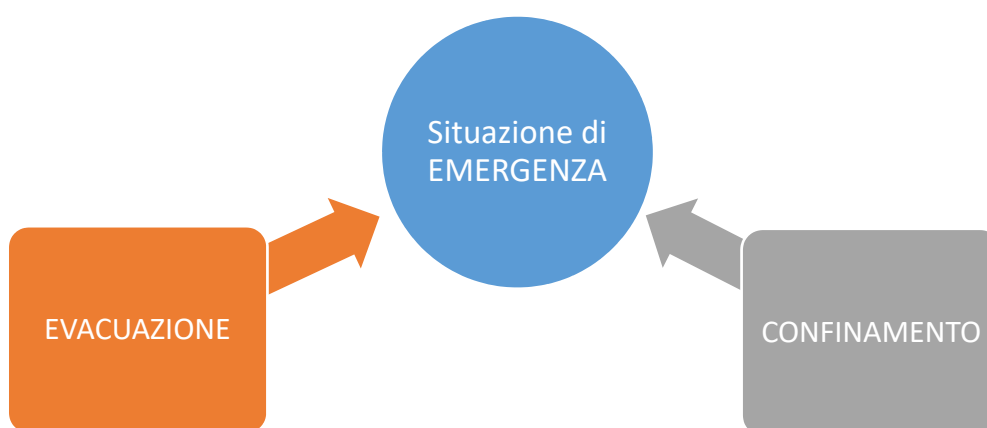 Situazione di
EMERGENZA
EVACUAZIONE
CONFINAMENTO